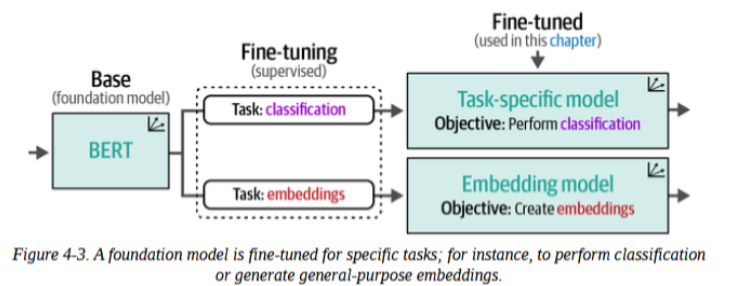 Fine-tuned
(used in this chapter)
Fine-tuning
(supervised)
Base
(foundation model)
BERT
Task: classification
Task: embeddings
Task-specific model
Objective: Perform classification
Embedding model
Objective: Create embeddings
Figure 4-3. A foundation model is fine-tuned for specific tasks; for instance, to perform classification
or generate general-purpose embeddings.